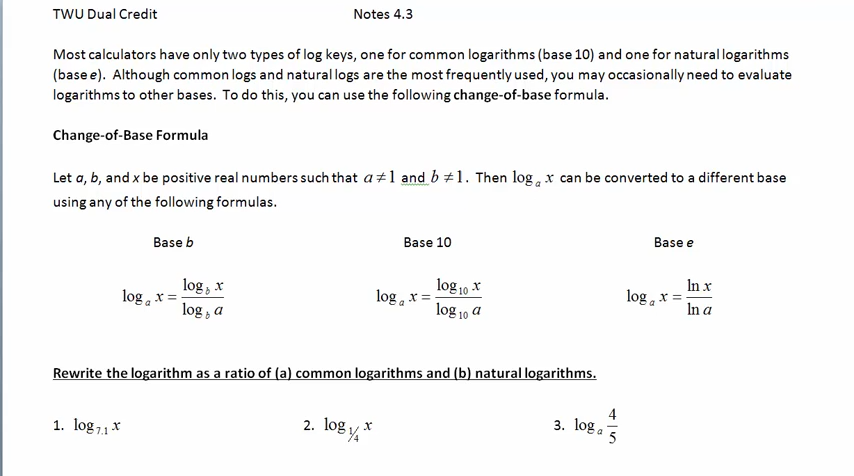 TWU Dual Credit Notes 4.3
Most calculators have only two types of log keys, one for common logarithms (base 10) and one for natural logarithms
(base e). Although common logs and natural logs are the most frequently used, you may occasionally need to evaluate
logarithms to other bases. To do this, you can use the following change-of-base formula.
Change-of-Base Formula
Let a, b, and x be positive real numbers such that a ≠ 1 and b ≠ 1. Then logₐ x can be converted to a different base
using any of the following formulas.
Base b Base 10 Base e
log_a x = (log_b x)/(log_b a) log_a x = (log_10 x)/(log_10 a) log_a x = (ln x)/(ln a)
Rewrite the logarithm as a ratio of (a) common logarithms and (b) natural logarithms.
1. log_7.1 x 2. log_1/4 x 3. log_a 4/5